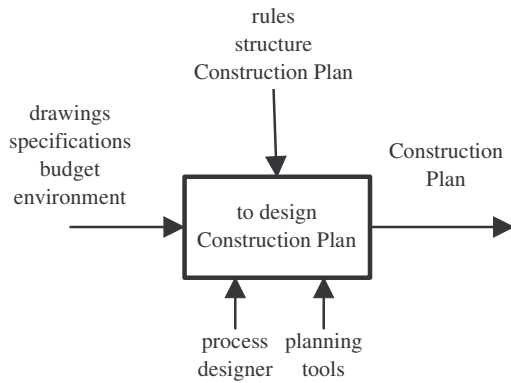 rules
structure
Construction Plan
drawings
specifications
budget
environment
Construction
Plan
to design
Construction Plan
process
designer
planning
tools